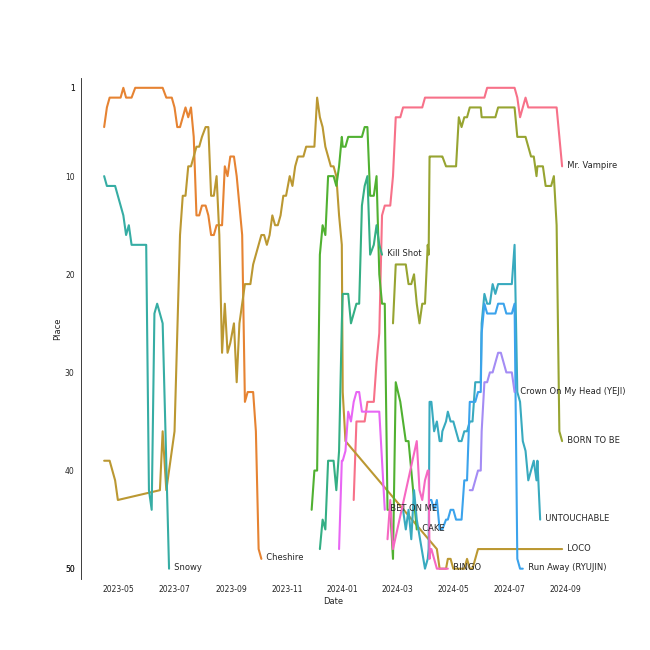 1
10
20
30
40
50
Place
2023-05
2023-07
2023-09
2023-11
2024-01
2024-03
2024-05
2024-07
2024-09
Date
Mr. Vampire
Kill Shot
Crown On My Head (YEJI)
BORN TO BE
BET ON ME
UNTOUCHABLE
CAKE
LOCO
Cheshire
Snowy
RINGO
Run Away (RYUJIN)